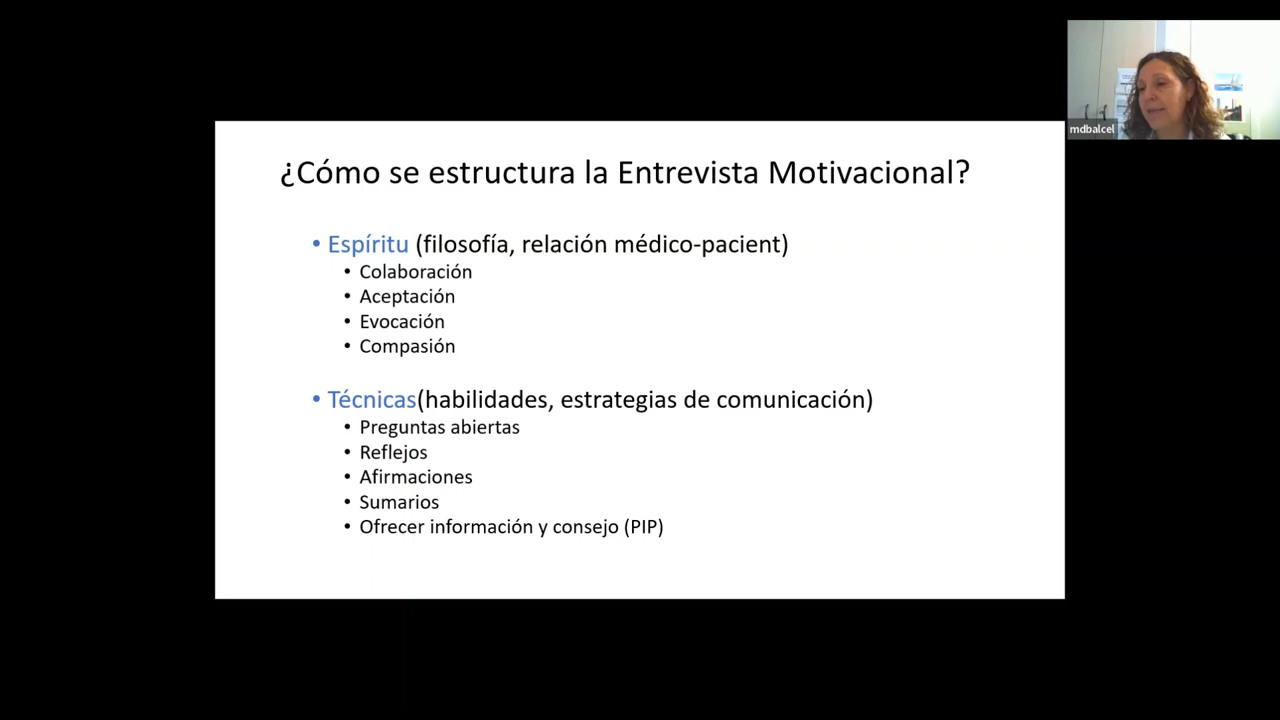 mdbalcel
¿Cómo se estructura la Entrevista Motivacional?
• Espíritu (filosofía, relación médico-pacient)
• Colaboración
• Aceptación
• Evocación
• Compasión
• Técnicas(habilidades, estrategias de comunicación)
• Preguntas abiertas
• Reflejos
• Afirmaciones
• Sumarios
• Ofrecer información y consejo (PIP)